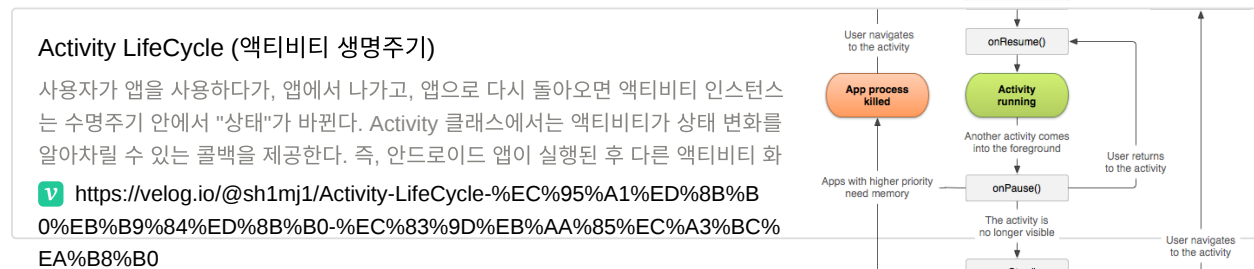 Activity LifeCycle (액티비티 생명주기)
사용자가 앱을 사용하다가, 앱에서 나가고, 앱으로 다시 돌아오면 액티비티 인스턴스
는 수명주기 안에서 "상태"가 바뀐다. Activity 클래스에서는 액티비티가 상태 변화를
알아차릴 수 있는 콜백을 제공한다. 즉, 안드로이드 앱이 실행된 후 다른 액티비티 화
v https://velog.io/@sh1mj1/Activity-LifeCycle-%EC%95%A1%ED%8B%B
0%EB%B9%84%ED%8B%B0-%EC%83%9D%EB%AA%85%EC%A3%BC%
EA%B8%B0
User navigates
to the activity
onResume()
App process
killed
Activity
running
Another activity comes
into the foreground
User returns
to the activity
Apps with higher priority
need memory
onPause()
The activity is
no longer visible
User navigates
to the activity